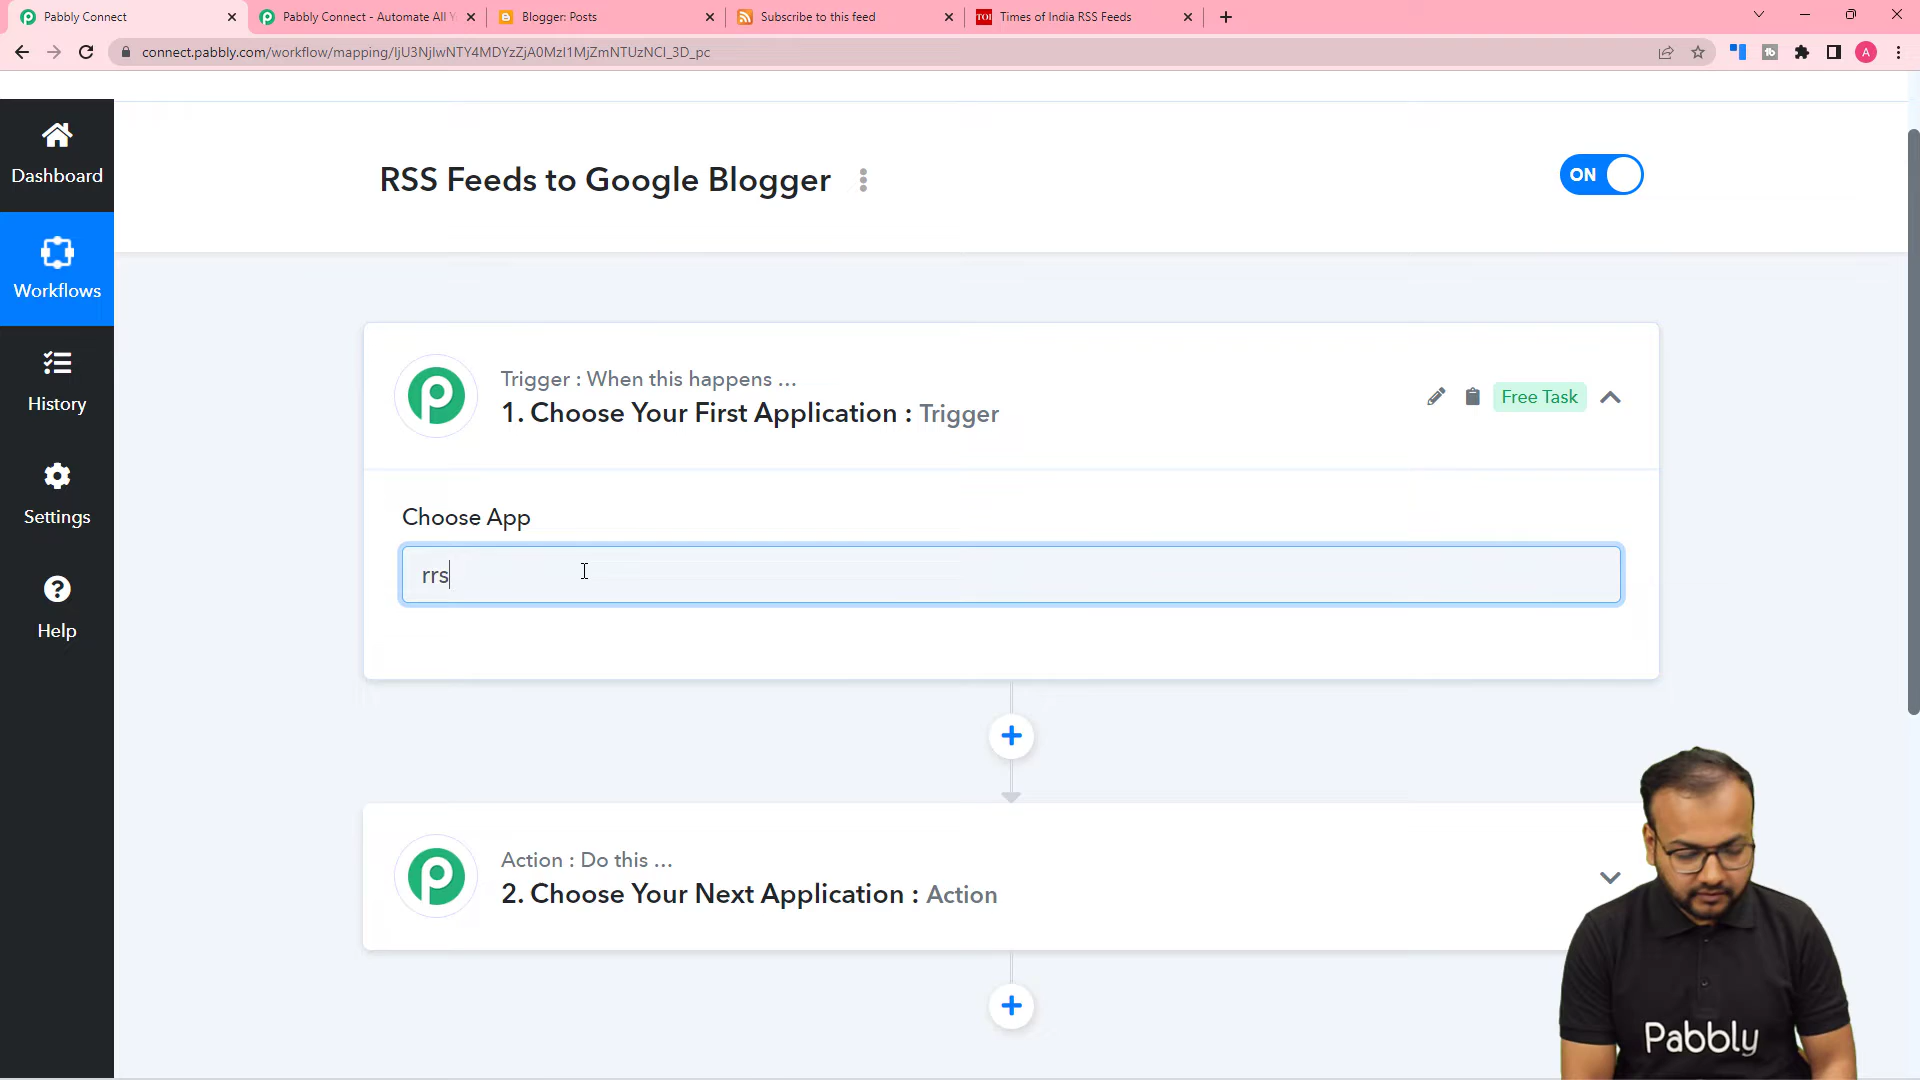 Pabbly Connect
Pabbly Connect - Automate All Y
Blogger: Posts
Subscribe to this feed
TOI
Times of India RSS Feeds
connect.pabbly.com/workflow/mapping/IjU3NjIwNTY4MDYzZjA0MzI1MjZmNTUzNCI_3D_pc
A
Dashboard
RSS Feeds to Google Blogger
ON
Workflows
History
Settings
Help
Trigger : When this happens ...
1. Choose Your First Application : Trigger
Free Task
Choose App
rrs
Action : Do this ...
2. Choose Your Next Application : Action
Pabbly